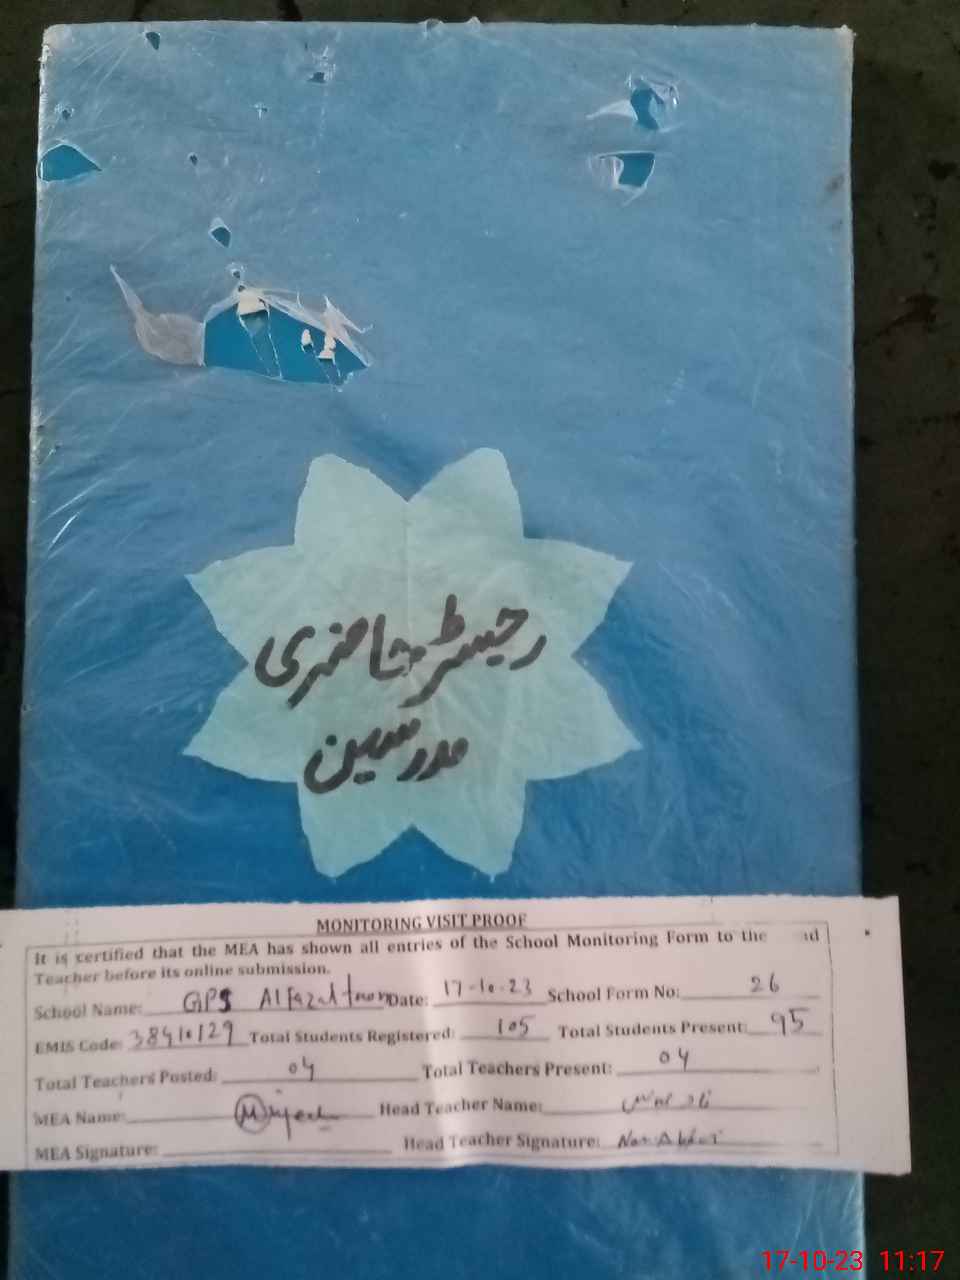 رجسٹر حاضری
مدرسین
MONITORING VISIT PROOF
It is certified that the MEA has shown all entries of the School Monitoring Form to the
Teacher before its online submission.
School Name: GPS Date: 17-10-23 School Form No: 26
EMIS Code: 38410129 Total Students Registered: 105 Total Students Present: 95
Total Teachers Posted: 04 Total Teachers Present: 04
MEA Name: Head Teacher Name:
MEA Signature: Head Teacher Signature:
17-10-23 11:17